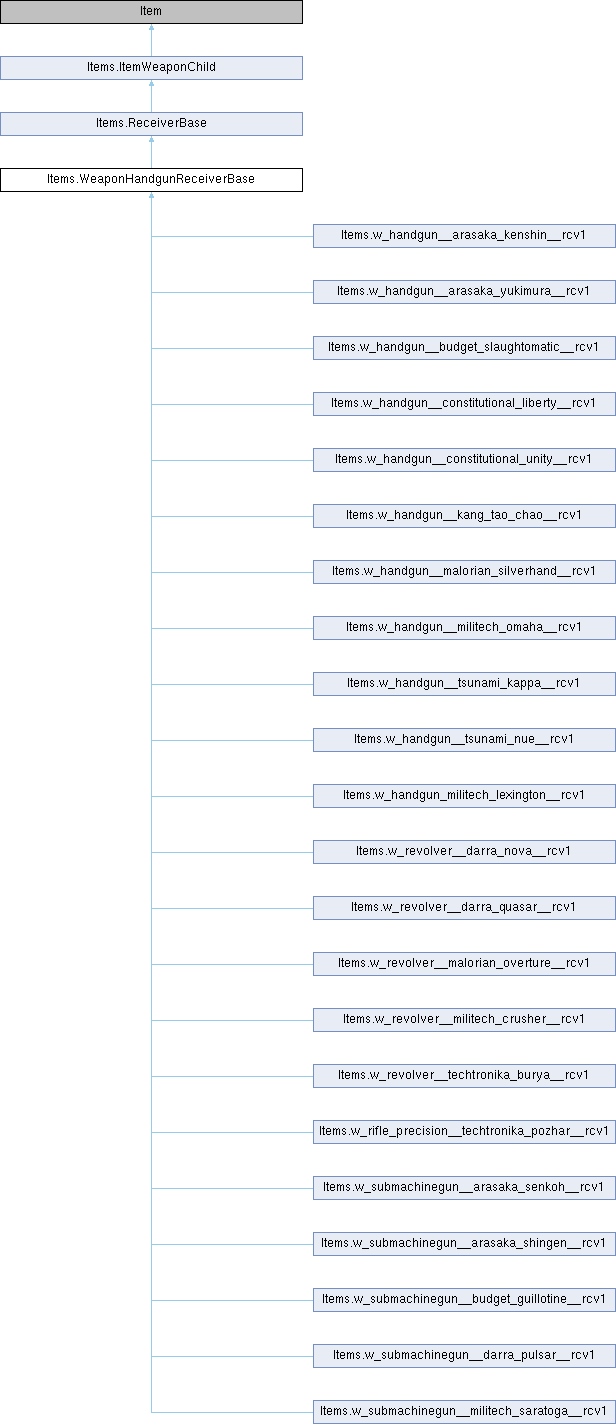 Item
Items.ItemWeaponChild
Items.ReceiverBase
Items.WeaponHandgunReceiverBase
Items.w_handgun__arasaka_kenshin__rcv1
Items.w_handgun__arasaka_yukimura__rcv1
Items.w_handgun__budget_slaughtomatic__rcv1
Items.w_handgun__constitutional_liberty__rcv1
Items.w_handgun__constitutional_unity__rcv1
Items.w_handgun__kang_tao_chao__rcv1
Items.w_handgun__malorian_silverhand__rcv1
Items.w_handgun__militech_omaha__rcv1
Items.w_handgun__tsunami_kappa__rcv1
Items.w_handgun__tsunami_nue__rcv1
Items.w_handgun_militech_lexington__rcv1
Items.w_revolver__darra_nova__rcv1
Items.w_revolver__darra_quasar__rcv1
Items.w_revolver__malorian_overture__rcv1
Items.w_revolver__militech_crusher__rcv1
Items.w_revolver__techtronika_burya__rcv1
Items.w_rifle_precision__techtronika_pozhar__rcv1
Items.w_submachinegun__arasaka_senkoh__rcv1
Items.w_submachinegun__arasaka_shingen__rcv1
Items.w_submachinegun__budget_guillotine__rcv1
Items.w_submachinegun__darra_pulsar__rcv1
Items.w_submachinegun__militech_saratoga__rcv1